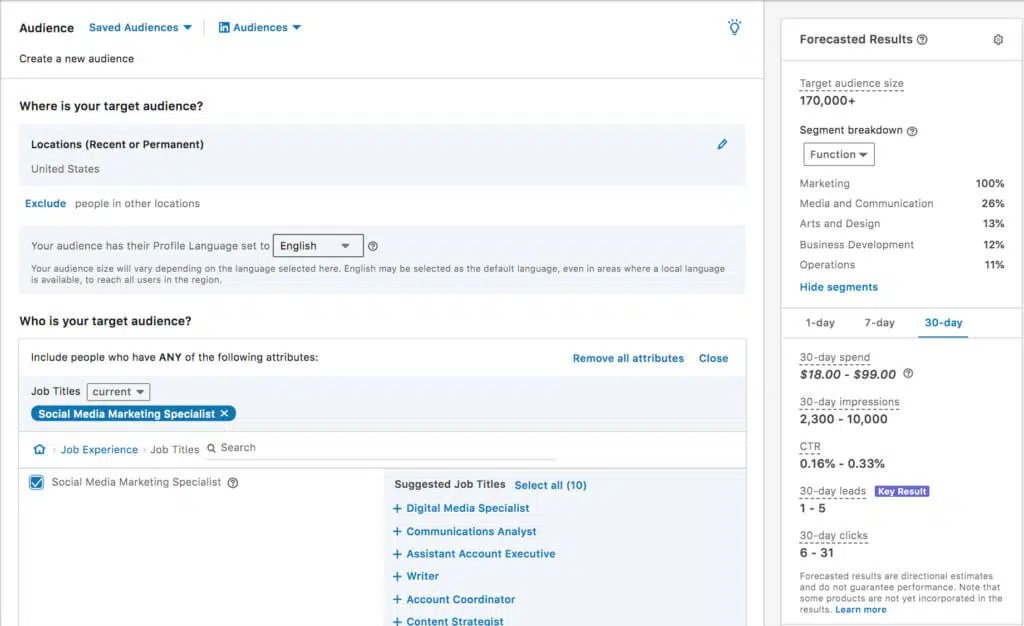 Audience Saved Audiences in Audiences
Create a new audience
Where is your target audience?
Locations (Recent or Permanent)
United States
Exclude people in other locations
Your audience has their Profile Language set to English
Your audience size will vary depending on the language selected here. English may be selected as the default language, even in areas where a local language
is available, to reach all users in the region.
Who is your target audience?
Include people who have ANY of the following attributes: Remove all attributes Close
Job Titles current
Social Media Marketing Specialist
Job Experience Job Titles Search
Social Media Marketing Specialist
Suggested Job Titles Select all (10)
+ Digital Media Specialist
+ Communications Analyst
+ Assistant Account Executive
+ Writer
+ Account Coordinator
+ Content Strategist
Forecasted Results
Target audience size
170,000+
Segment breakdown
Function
Marketing 100%
Media and Communication 26%
Arts and Design 13%
Business Development 12%
Operations 11%
Hide segments
1-day 7-day 30-day
30-day spend
$18.00 - $99.00
30-day impressions
2,300 - 10,000
CTR
0.16% - 0.33%
30-day leads Key Result
1 - 5
30-day clicks
6 - 31
Forecasted results are directional estimates
and do not guarantee performance. Note that
some products are not yet incorporated in the
results. Learn more